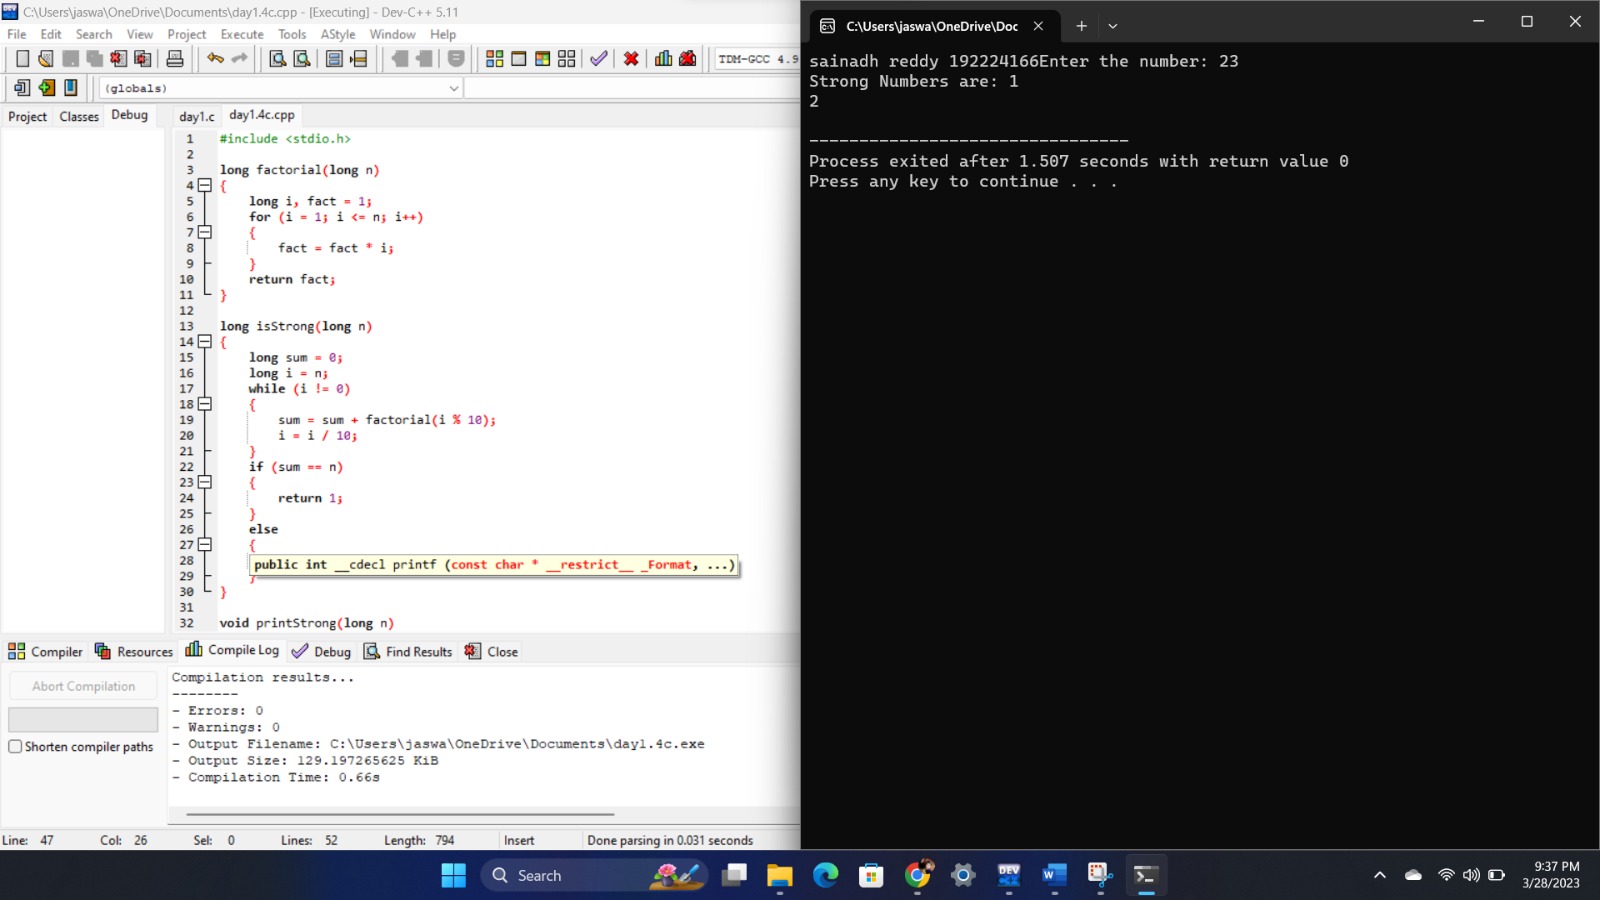 C:\Users\jaswa\OneDrive\Documents\day1.4c.cpp - [Executing] - Dev-C++ 5.11
File Edit Search View Project Execute Tools AStyle Window Help
TDM-GCC 4.9
(globals)
Project Classes Debug
day1.c day1.4c.cpp
1 #include <stdio.h>
2
3 long factorial(long n)
4 {
5 long i, fact = 1;
6 for (i = 1; i <= n; i++)
7 {
8 fact = fact * i;
9 }
10 return fact;
11 }
12
13 long isStrong(long n)
14 {
15 long sum = 0;
16 long i = n;
17 while (i != 0)
18 {
19 sum = sum + factorial(i % 10);
20 i = i / 10;
21 }
22 if (sum == n)
23 {
24 return 1;
25 }
26 else
27 {
28 public int __cdecl printf (const char * __restrict__ _Format, ...)
29 }
30 }
31
32 void printStrong(long n)
Compiler Resources Compile Log Debug Find Results Close
Abort Compilation
Shorten compiler paths
Compilation results...
--------
- Errors: 0
- Warnings: 0
- Output Filename: C:\Users\jaswa\OneDrive\Documents\day1.4c.exe
- Output Size: 129.197265625 KiB
- Compilation Time: 0.66s
Line: 47 Col: 26 Sel: 0 Lines: 52 Length: 794 Insert Done parsing in 0.031 seconds
C:\Users\jaswa\OneDrive\Doc
sainadh reddy 192224166Enter the number: 23
Strong Numbers are: 1
2
--------------------------------
Process exited after 1.507 seconds with return value 0
Press any key to continue . . .
Search
DEV
9:37 PM
3/28/2023